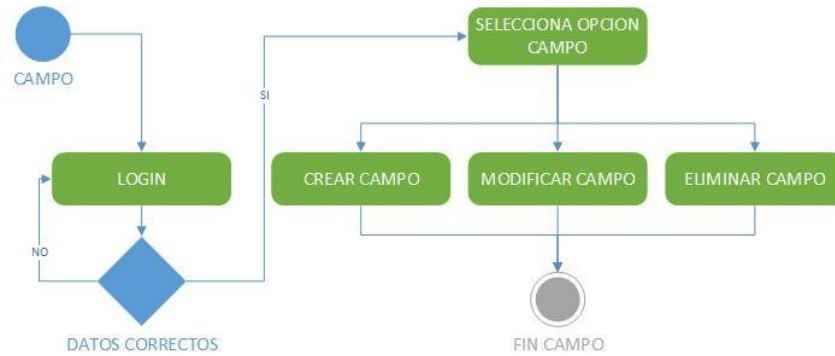 CAMPO
SELECCIONA OPCION
CAMPO
SI
LOGIN
CREAR CAMPO
MODIFICAR CAMPO
ELIMINAR CAMPO
NO
DATOS CORRECTOS
FIN CAMPO